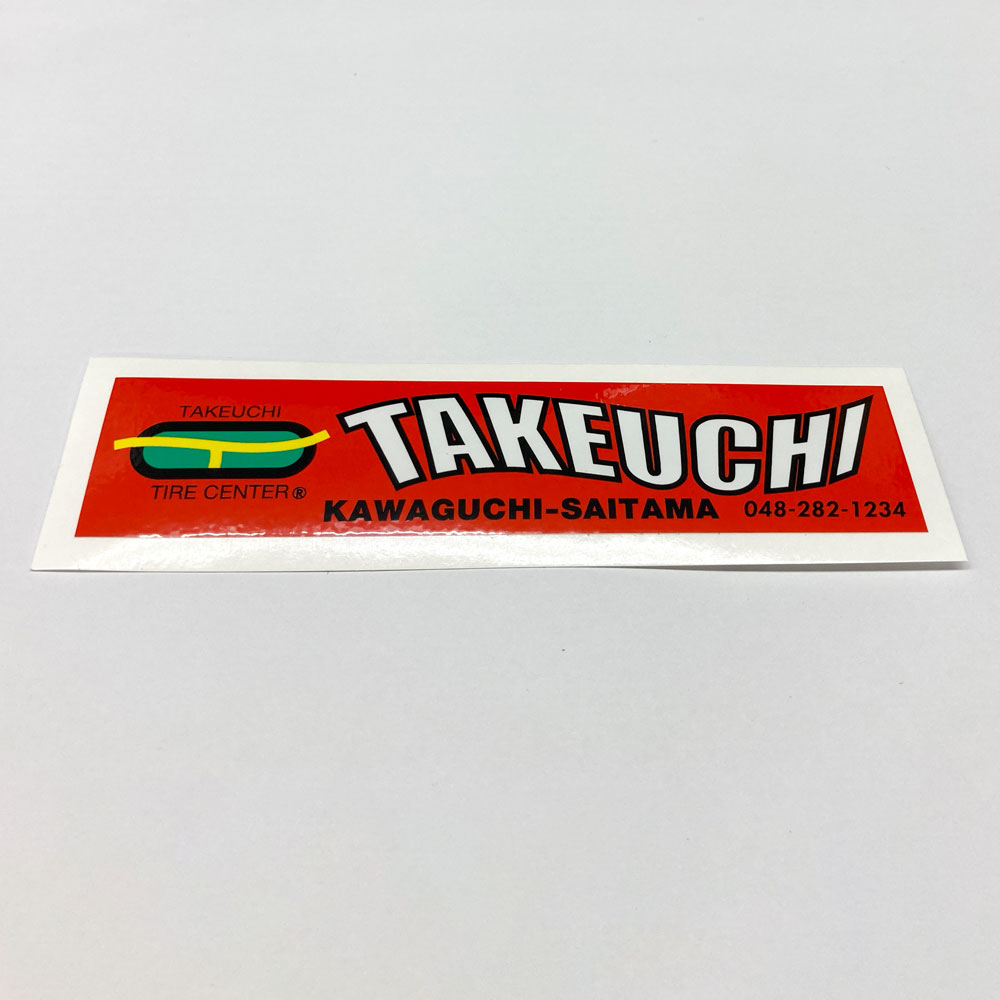 TAKEUCHI
TIRE CENTER®
TAKEUCHI
KAWAGUCHI-SAITAMA 048-282-1234